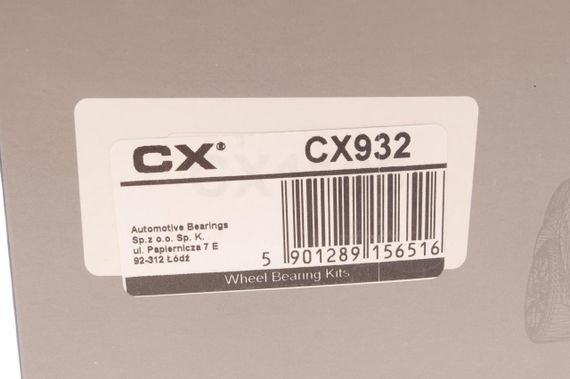 CX® CX932
Automotive Bearings
Sp.z o.o. Sp. K.
ul. Papiernicza 7 E
92-312 Łódź
5 901289 156516
Wheel Bearing Kits